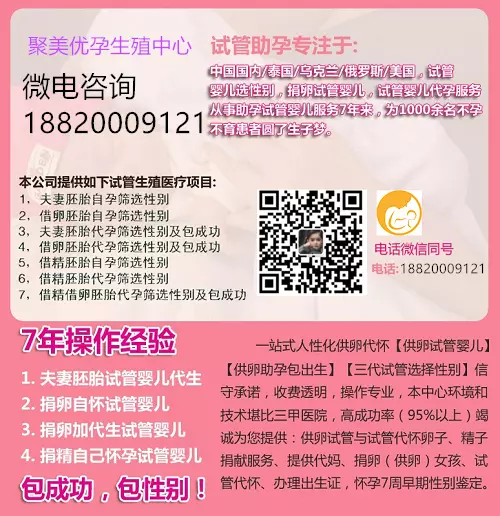 聚美优孕生殖中心
试管助孕专注于:
微电咨询
18820009121
中国国内/泰国/乌克兰/俄罗斯/美国，试管
婴儿选性别，捐卵试管婴儿，试管婴儿代孕服务
从事助孕试管婴儿服务7年来，为1000余名不孕
不育患者圆了生子梦。
本公司提供如下试管生殖医疗项目:
1，夫妻胚胎自孕筛选性别
2，借卵胚胎自孕筛选性别
3，夫妻胚胎代孕筛选性别及包成功
4，借卵胚胎代孕筛选性别及包成功
5，借精胚胎自孕筛选性别
6，借精胚胎代孕筛选性别
7，借精借卵胚胎代孕筛选性别及包成功
电话微信同号
电话:18820009121
7年操作经验
1. 夫妻胚胎试管婴儿代生
2. 捐卵自怀试管婴儿
3. 捐卵加代生试管婴儿
4. 捐精自己怀孕试管婴儿
包成功，包性别！
一站式人性化供卵代怀【供卵试管婴儿】
【供卵助孕包出生】【三代试管选择性别】信
守承诺，收费透明，操作专业，本中心环境和
技术堪比三甲医院，高成功率（95%以上）竭
诚为您提供：供卵试管与试管代怀卵子、精子
捐献服务、提供代妈、捐卵（供卵）女孩、试
管代怀、办理出生证，怀孕7周早期性别鉴定。